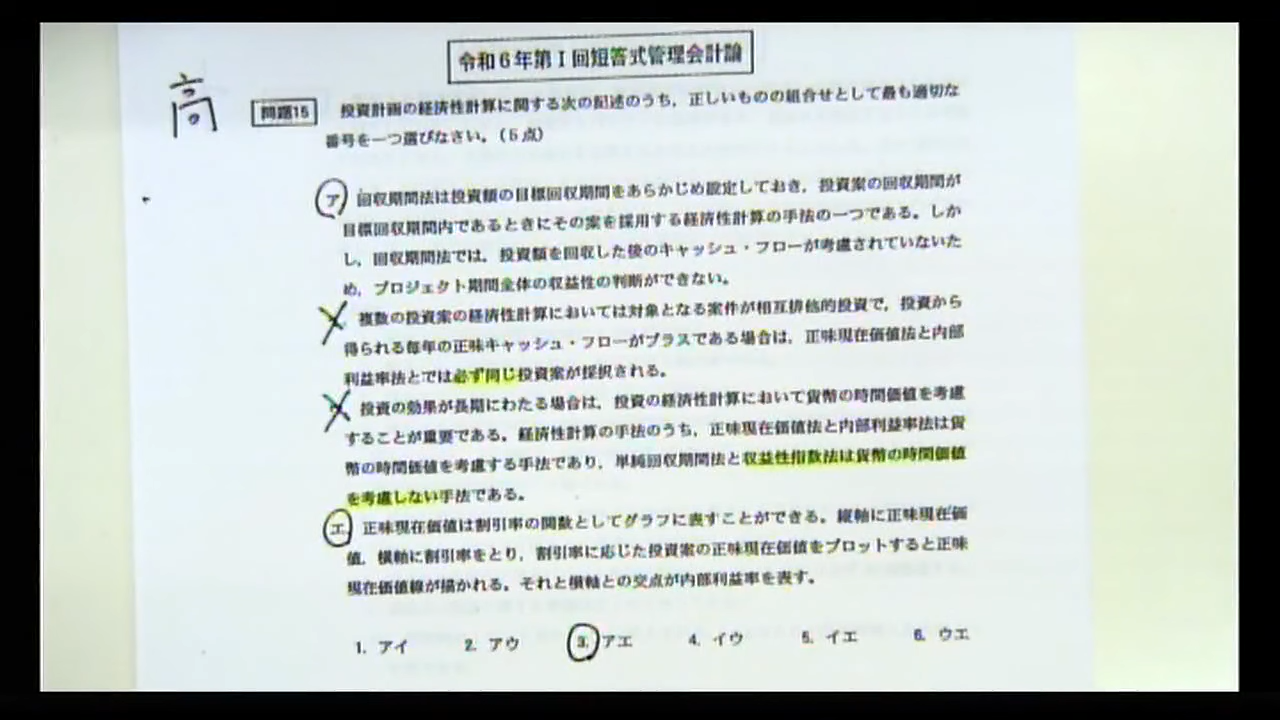 令和6年第Ⅰ回短答式管理会計論
高
問題15 投資計画の経済性計算に関する次の記述のうち，正しいものの組合せとして最も適切な
番号を一つ選びなさい。（5点）
ア 回収期間法は投資額の目標回収期間をあらかじめ設定しておき，投資案の回収期間が
目標回収期間内であるときにその案を採用する経済性計算の手法の一つである。しか
し，回収期間法では，投資額を回収した後のキャッシュ・フローが考慮されていないた
め，プロジェクト期間全体の収益性の判断ができない。
複数の投資案の経済性計算においては対象となる案件が相互排他的投資で，投資から
得られる毎年の正味キャッシュ・フローがプラスである場合は，正味現在価値法と内部
利益率法とでは必ず同じ投資案が採択される。
投資の効果が長期にわたる場合は，投資の経済性計算において貨幣の時間価値を考慮
することが重要である。経済性計算の手法のうち，正味現在価値法と内部利益率法は貨
幣の時間価値を考慮する手法であり，単純回収期間法と収益性指数法は貨幣の時間価値
を考慮しない手法である。
エ 正味現在価値は割引率の関数としてグラフに表すことができる。縦軸に正味現在価
値，横軸に割引率をとり，割引率に応じた投資案の正味現在価値をプロットすると正味
現在価値線が描かれる。それと横軸との交点が内部利益率を表す。
1. アイ 2. アウ 3. アエ 4. イウ 5. イエ 6. ウエ